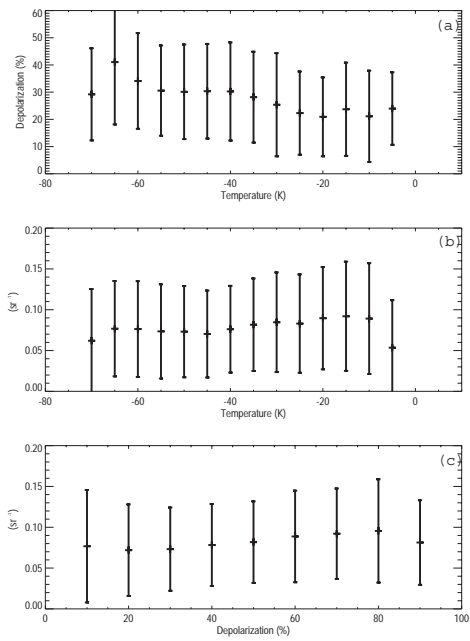 60
50
40
30
20
10
0
Depolarization (%)
(a)
-80 -60 -40 -20 0
Temperature (K)
0.20
0.15
0.10
0.05
0.00
(sr⁻¹)
(b)
-80 -60 -40 -20 0
Temperature (K)
0.20
0.15
0.10
0.05
0.00
(sr⁻¹)
(c)
0 20 40 60 80 100
Depolarization (%)